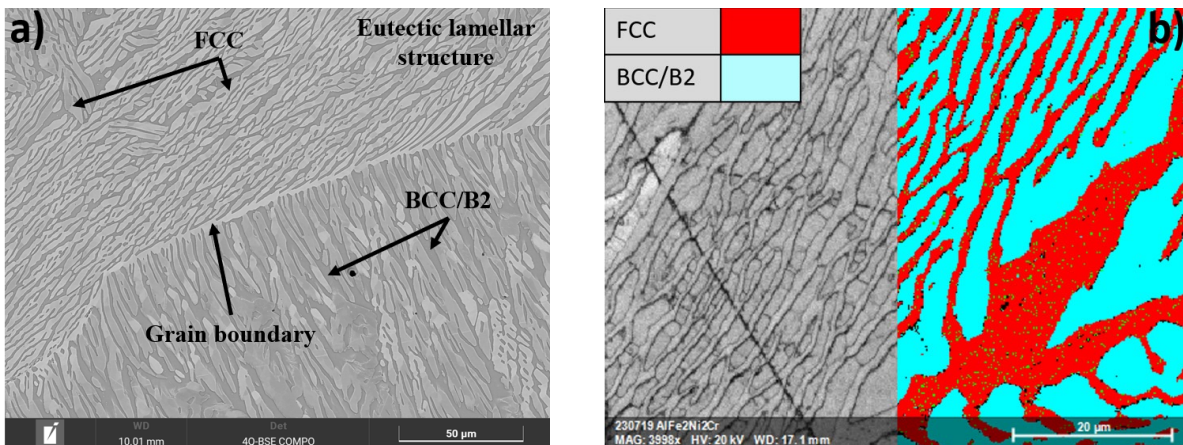 a)
FCC
Eutectic lamellar
structure
BCC/B2
Grain boundary
WD
10.01 mm
Det
4Q-BSE COMPO
50 µm
FCC
BCC/B2
b)
230719 AlFe2Ni2Cr
MAG: 3998x HV: 20 kV WD: 17.1 mm
20 µm